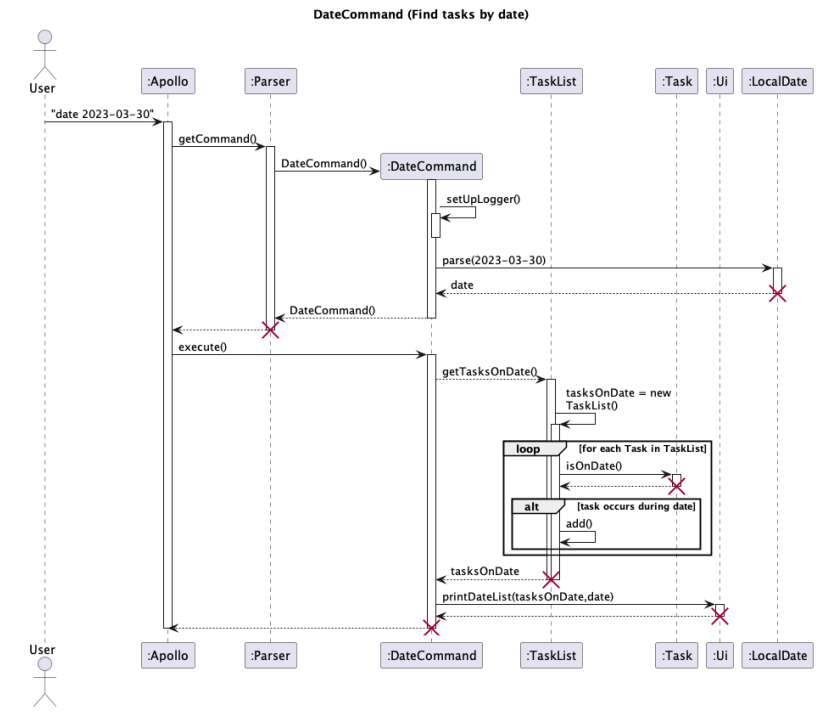 DateCommand (Find tasks by date)
User
:Apollo
:Parser
:TaskList
:Task
:Ui
:LocalDate
"date 2023-03-30"
getCommand()
DateCommand()
:DateCommand
setUpLogger()
parse(2023-03-30)
date
DateCommand()
execute()
getTasksOnDate()
tasksOnDate = new
TaskList()
loop
[for each Task in TaskList]
isOnDate()
alt
[task occurs during date]
add()
tasksOnDate
printDateList(tasksOnDate,date)
User
:Apollo
:Parser
:DateCommand
:TaskList
:Task
:Ui
:LocalDate